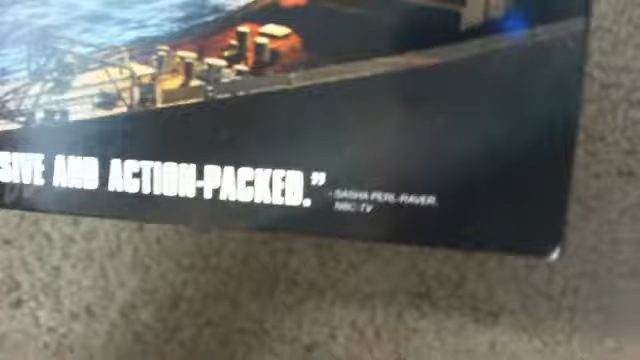 SIVE AND ACTION-PACKED.”
- SASHA PERL-RAVER,
NBC-TV